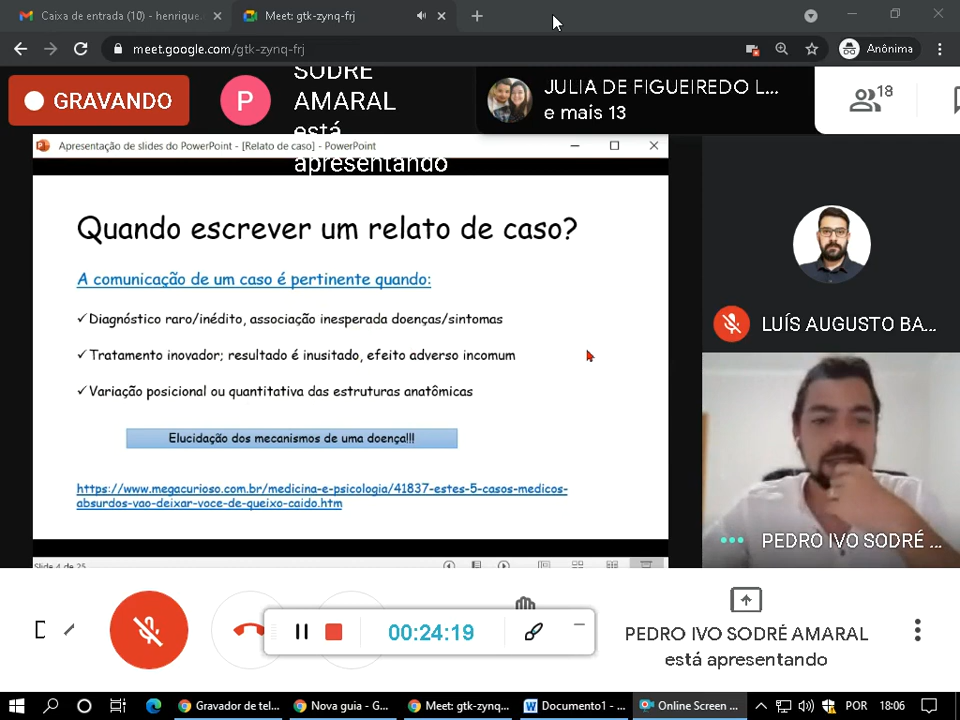 Caixa de entrada (10) - henrique.
Meet: gtk-zynq-frj
meet.google.com/gtk-zynq-frj
Anônima
GRAVANDO
P
SODRÉ
AMARAL
está
apresentando
JULIA DE FIGUEIREDO L...
e mais 13
18
Apresentação de slides do PowerPoint - [Relato de caso] - PowerPoint
Quando escrever um relato de caso?
A comunicação de um caso é pertinente quando:
✓Diagnóstico raro/inédito, associação inesperada doenças/sintomas
✓Tratamento inovador; resultado é inusitado, efeito adverso incomum
✓Variação posicional ou quantitativa das estruturas anatômicas
Elucidação dos mecanismos de uma doença!!!
https://www.megacurioso.com.br/medicina-e-psicologia/41837-estes-5-casos-medicos-
absurdos-vao-deixar-voce-de-queixo-caido.htm
Slide 4 de 25
LUÍS AUGUSTO BA...
PEDRO IVO SODRÉ ...
00:24:19
PEDRO IVO SODRÉ AMARAL
está apresentando
Gravador de tel...
Nova guia - G...
Meet: gtk-zynq...
Documento1 - ...
Online Screen ...
POR
18:06